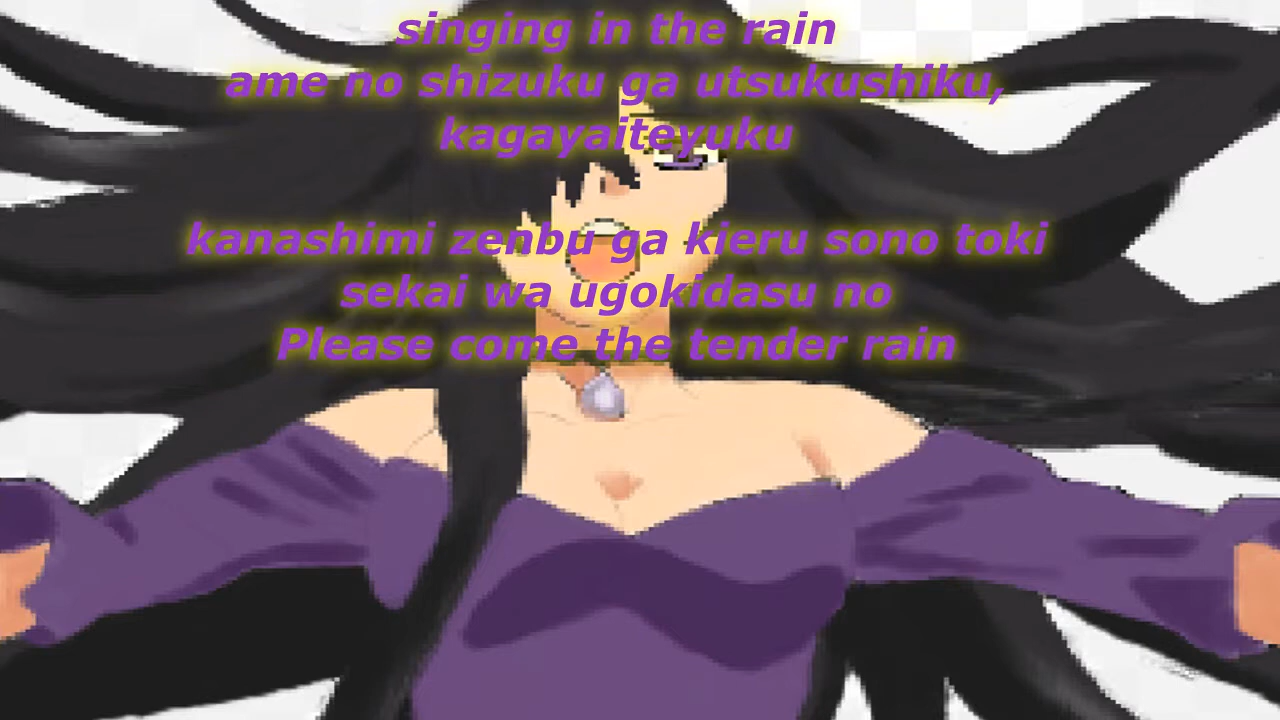 singing in the rain
ame no shizuku ga utsukushiku,
kagayaiteyuku
kanashimi zenbu ga kieru sono toki
sekai wa ugokidasu no
Please come the tender rain